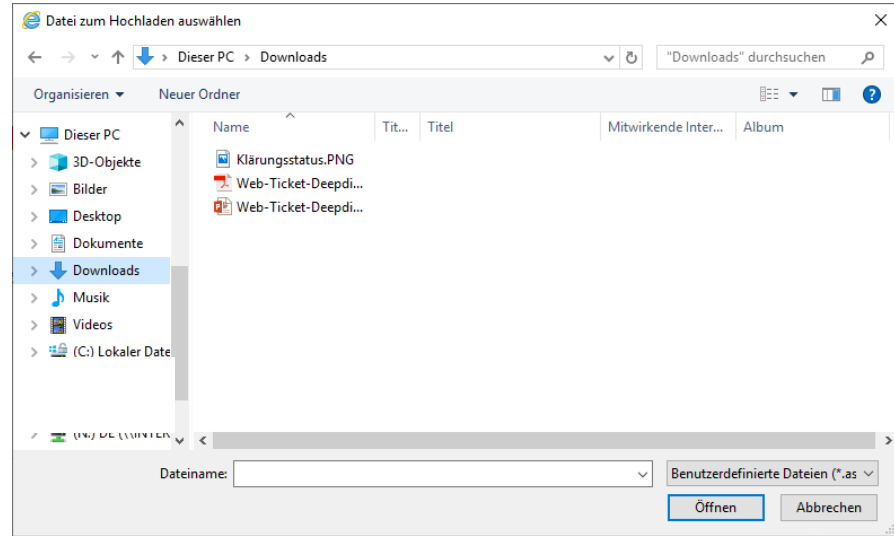 Datei zum Hochladen auswählen
Dieser PC > Downloads
"Downloads" durchsuchen
Organisieren
Neuer Ordner
Name
Tit...
Titel
Mitwirkende Inter...
Album
Dieser PC
3D-Objekte
Bilder
Desktop
Dokumente
Downloads
Musik
Videos
(C:) Lokaler Date
Klärungsstatus.PNG
Web-Ticket-Deepdi...
Web-Ticket-Deepdi...
(N:) DE (\\INTER
Dateiname:
Benutzerdefinierte Dateien (*.as
Öffnen
Abbrechen